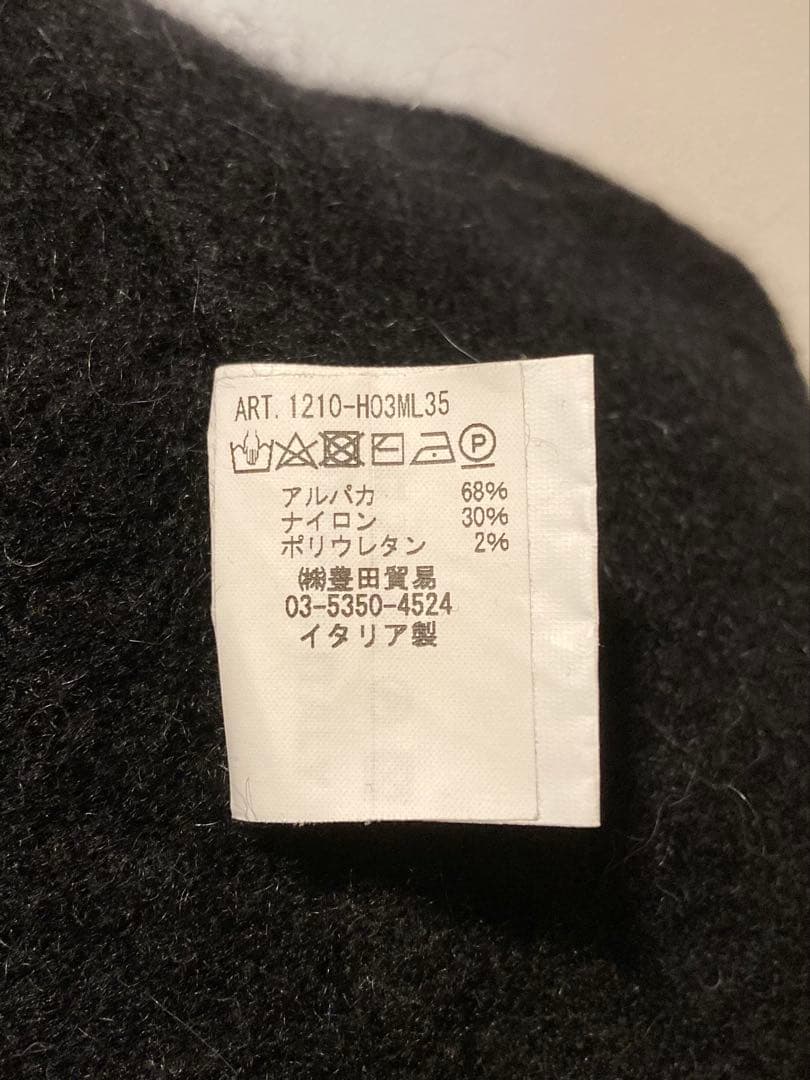 ART. 1210-H03ML35
P
アルパカ 68%
ナイロン 30%
ポリウレタン 2%
㈱豊田貿易
03-5350-4524
イタリア製